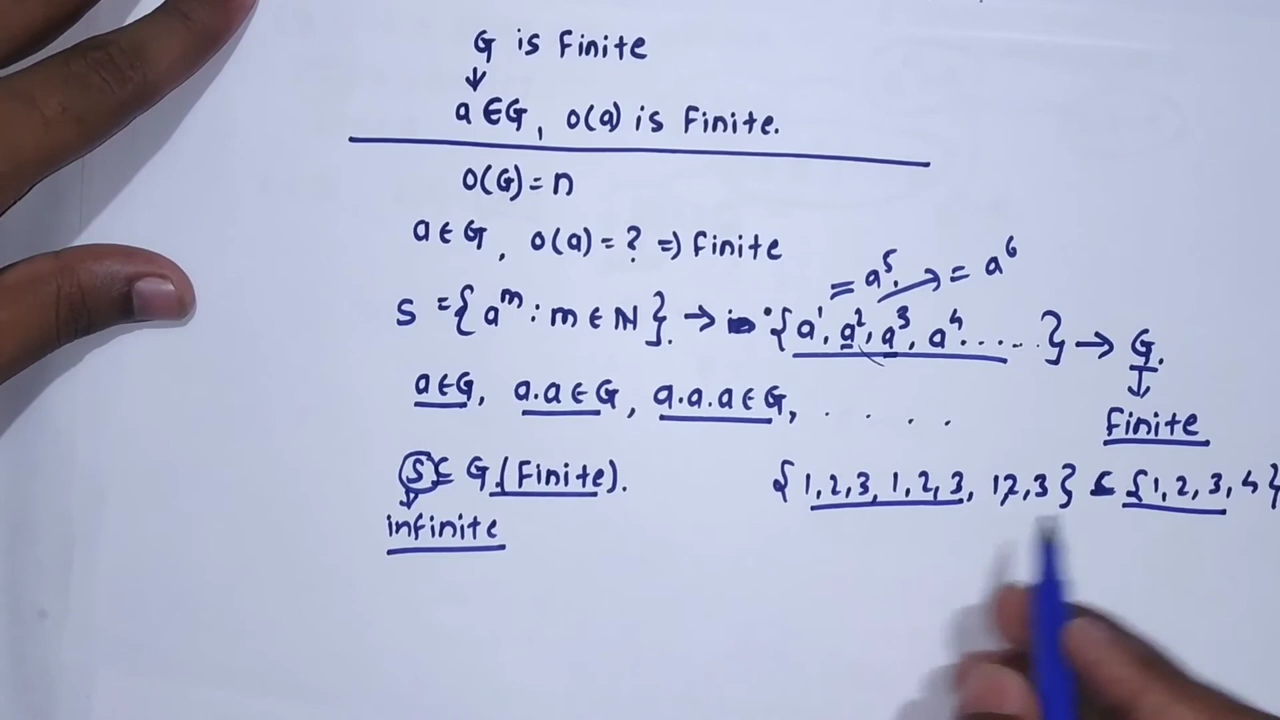 G is Finite
↓
a ∈ G, o(a) is Finite.
o(G) = n
a ∈ G, o(a) = ? ⇒ Finite
= a⁵. → = a⁶
S = {aᵐ : m ∈ N}. → {a¹, a², a³, a⁴.....} → G.
↓
Finite
a ∈ G, a.a ∈ G, a.a.a ∈ G, . . . .
S ⊆ G (Finite).
↓
infinite
{1, 2, 3, 1, 2, 3, 1 2, 3} ⊆ {1, 2, 3, 4}